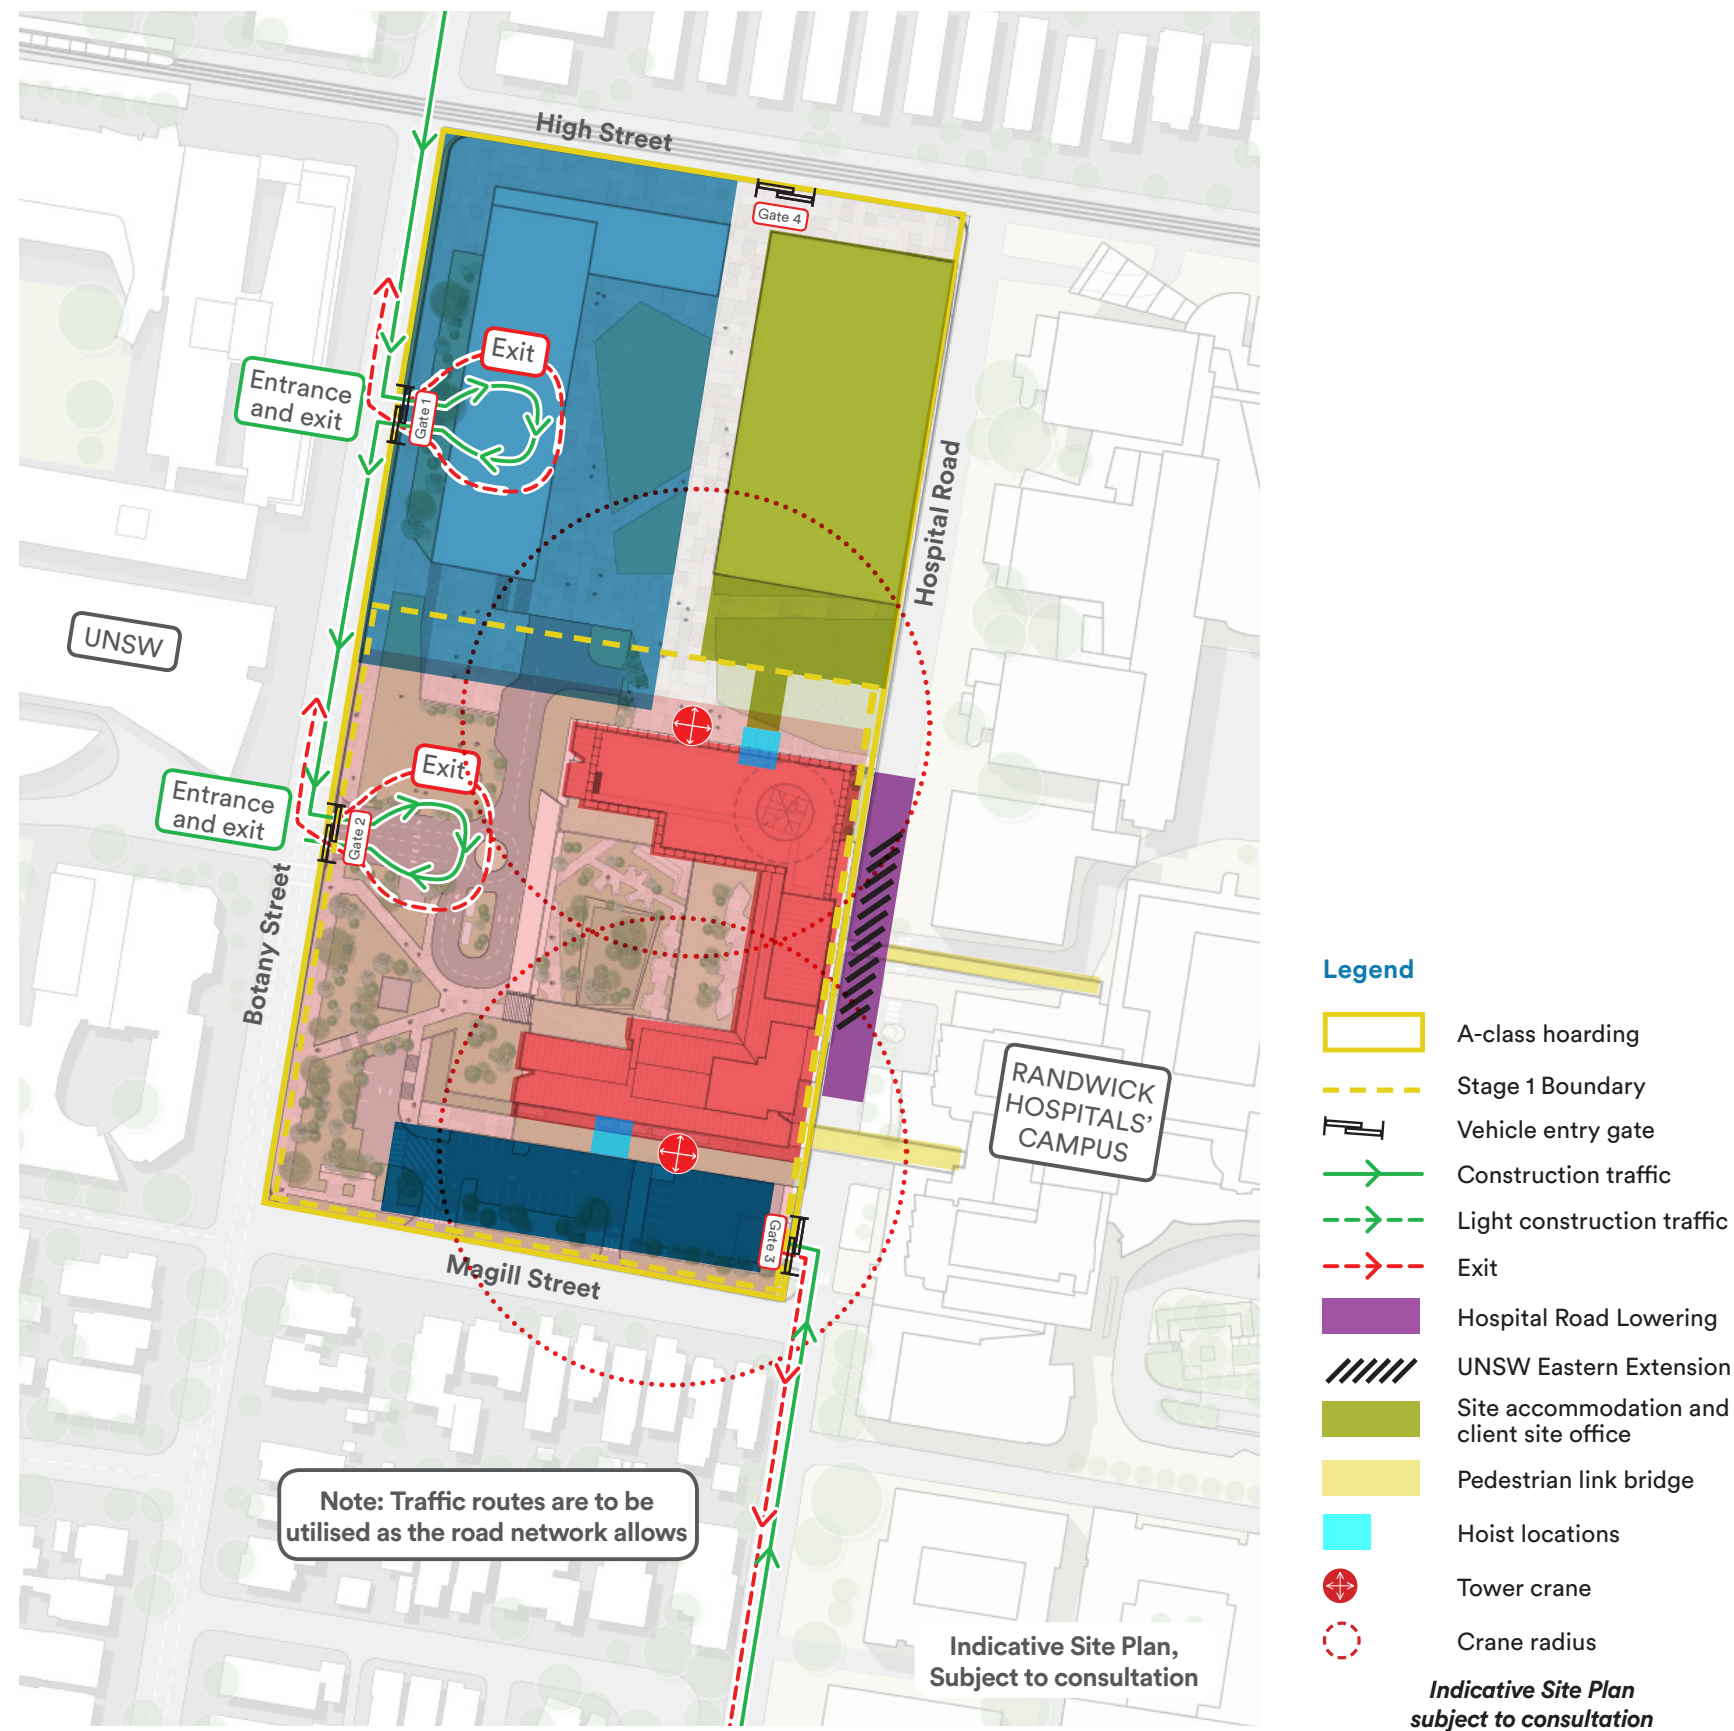 High Street
Gate 4
Exit
Entrance
and exit
Gate 1
Hospital Road
UNSW
Exit
Entrance
and exit
Gate 2
Botany Street
RANDWICK
HOSPITALS'
CAMPUS
Gate 3
Magill Street
Note: Traffic routes are to be
utilised as the road network allows
Indicative Site Plan,
Subject to consultation
Legend
A-class hoarding
Stage 1 Boundary
Vehicle entry gate
Construction traffic
Light construction traffic
Exit
Hospital Road Lowering
UNSW Eastern Extension
Site accommodation and
client site office
Pedestrian link bridge
Hoist locations
Tower crane
Crane radius
Indicative Site Plan
subject to consultation